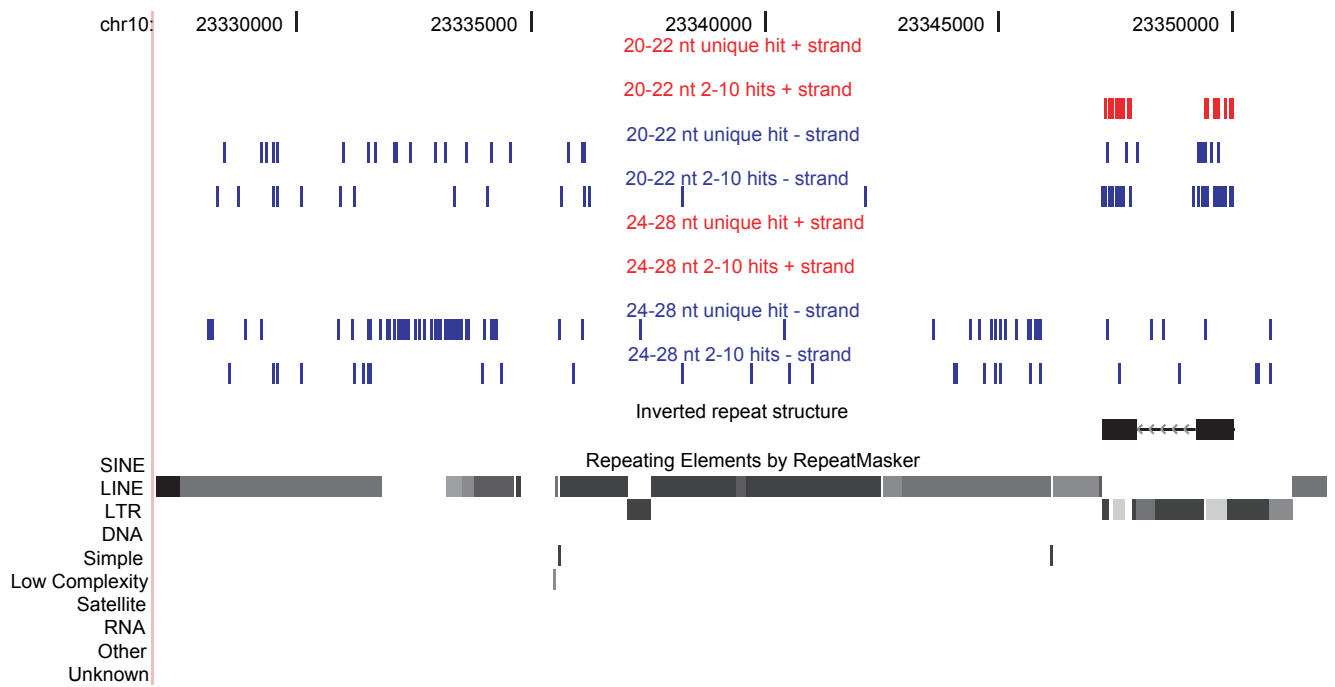 chr10: 23330000 23335000 23340000 23345000 23350000
20-22 nt unique hit + strand
20-22 nt 2-10 hits + strand
20-22 nt unique hit - strand
20-22 nt 2-10 hits - strand
24-28 nt unique hit + strand
24-28 nt 2-10 hits + strand
24-28 nt unique hit - strand
24-28 nt 2-10 hits - strand
Inverted repeat structure
Repeating Elements by RepeatMasker
SINE
LINE
LTR
DNA
Simple
Low Complexity
Satellite
RNA
Other
Unknown